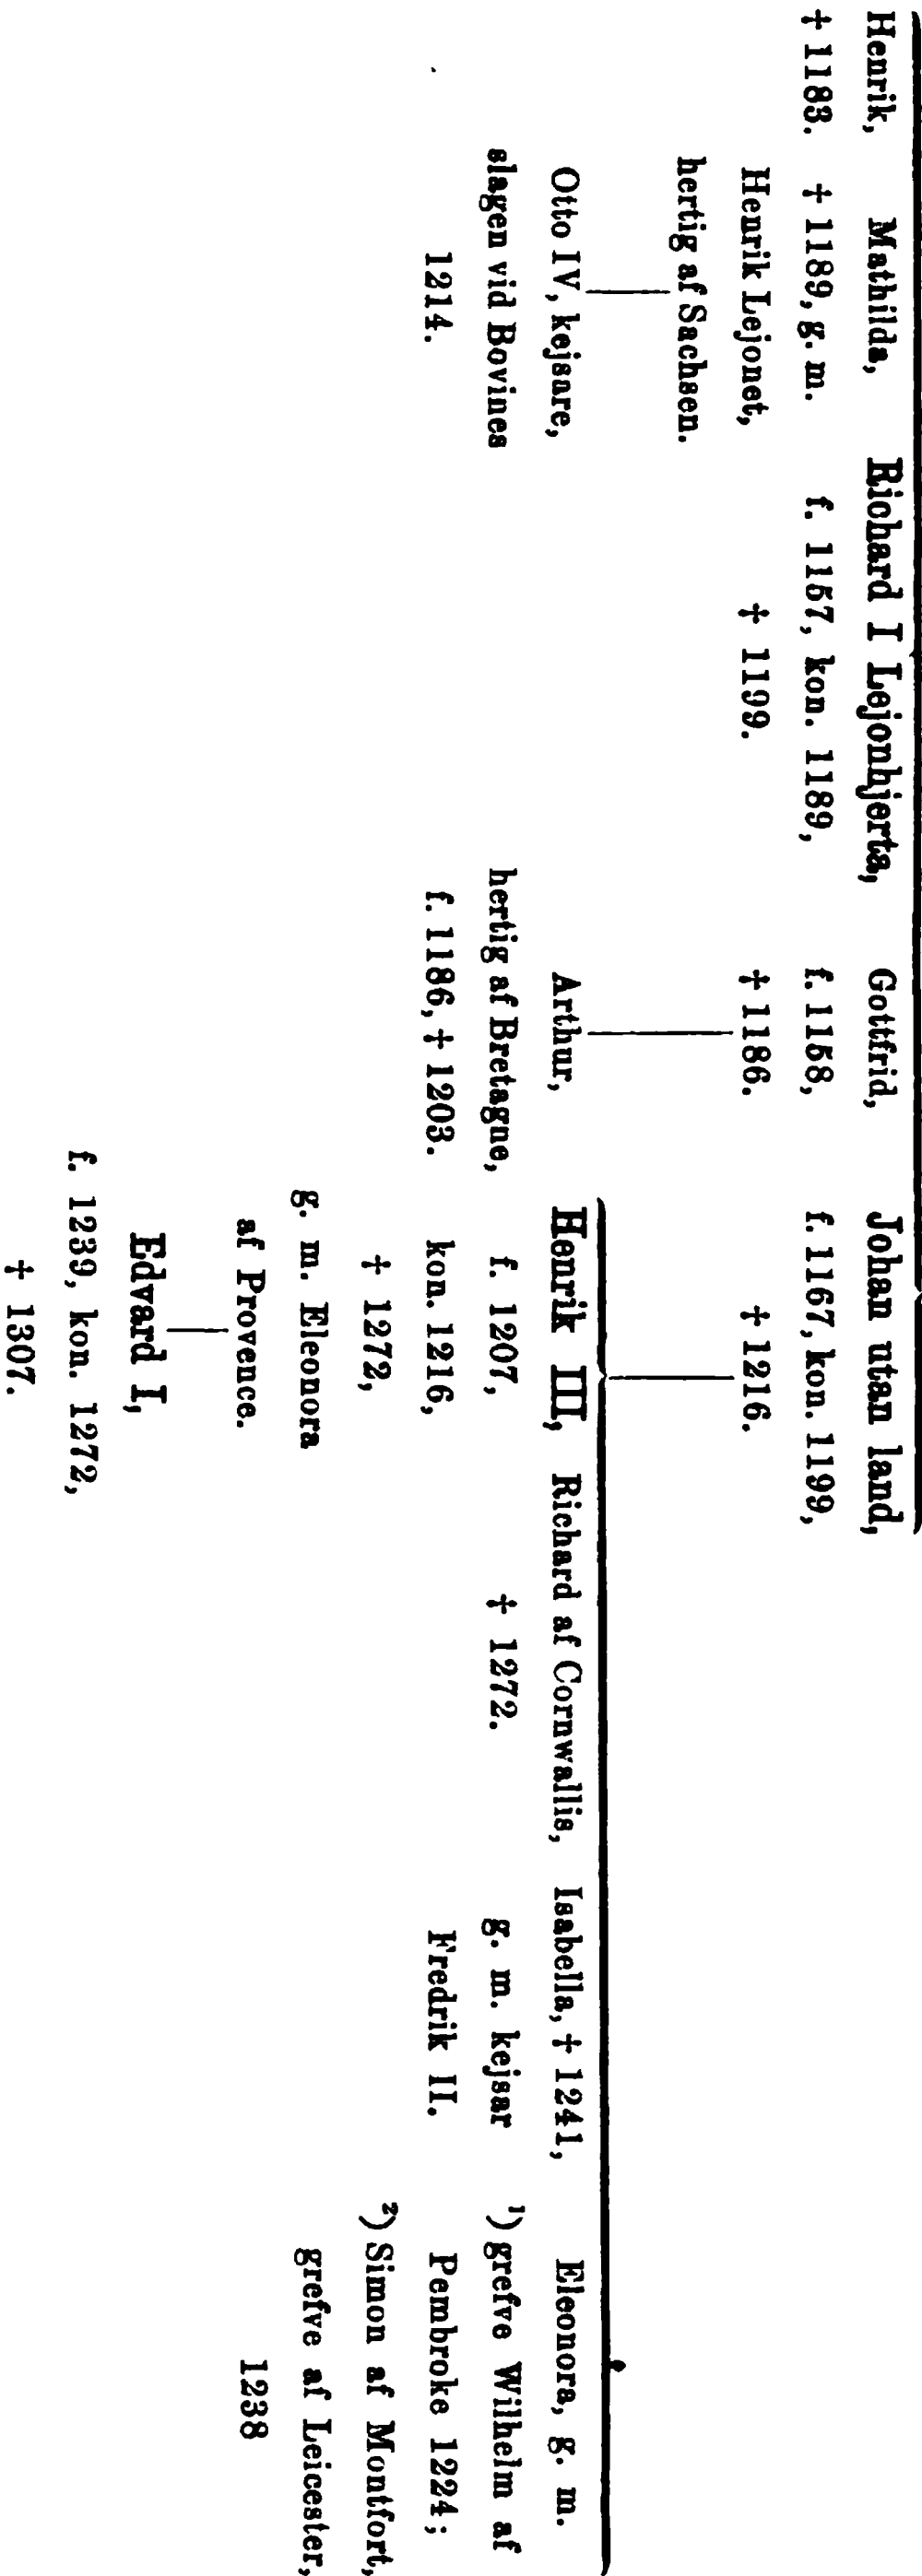 Henrik,
† 1183.
Mathilda,
† 1189, g. m.
Henrik Lejonet,
hertig af Sachsen.
Otto IV, kejsare,
slagen vid Bovines
1214.
Richard I Lejonhjerta,
f. 1157, kon. 1189,
† 1199.
Gottfrid,
f. 1158,
† 1186.
Arthur,
hertig af Bretagne,
f. 1186, † 1203.
Johan utan land,
f. 1167, kon. 1199,
† 1216.
Henrik III,
f. 1207,
kon. 1216,
† 1272,
g. m. Eleonora
af Provence.
Edvard I,
f. 1239, kon. 1272,
† 1307.
Richard af Cornwallis,
† 1272.
Isabella, † 1241,
g. m. kejsar
Fredrik II.
Eleonora, g. m.
¹) grefve Wilhelm af
Pembroke 1224;
²) Simon af Montfort,
grefve af Leicester,
1238